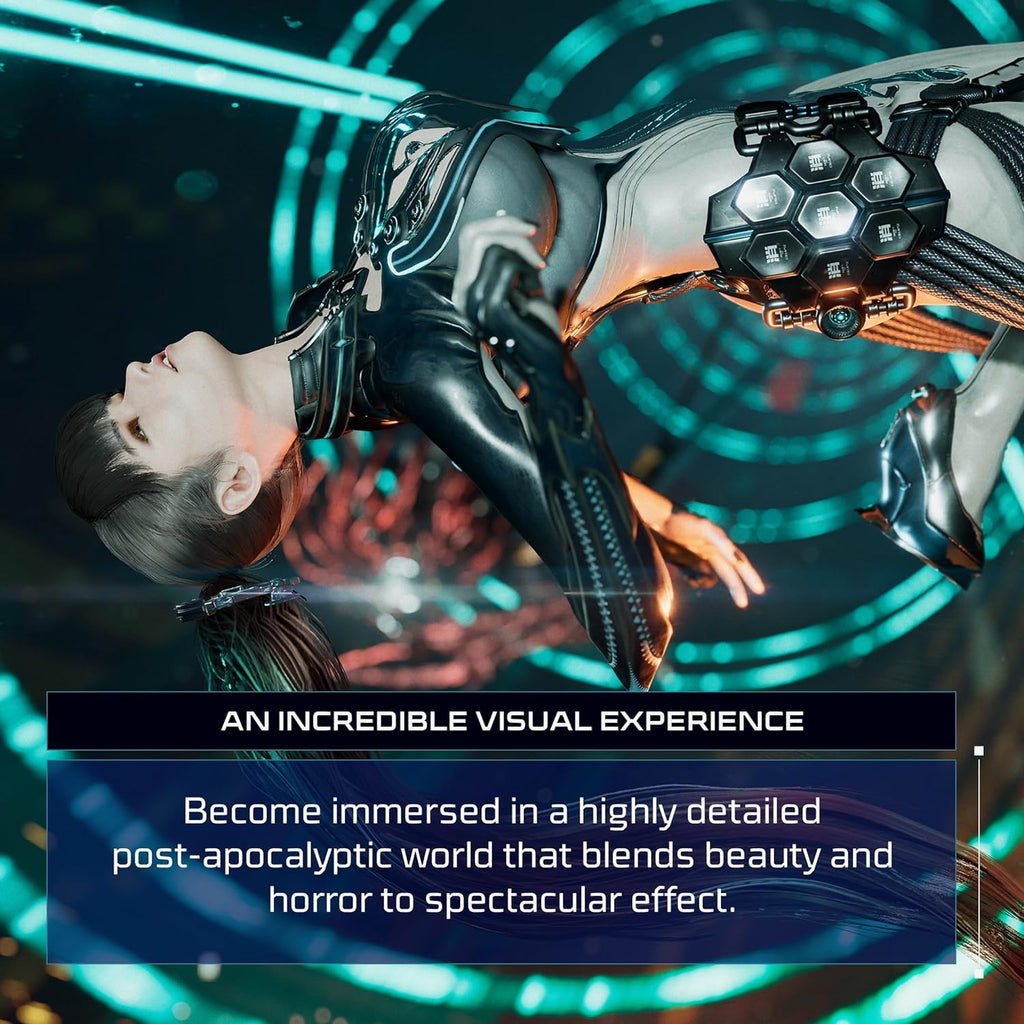 AN INCREDIBLE VISUAL EXPERIENCE
Become immersed in a highly detailed
post-apocalyptic world that blends beauty and
horror to spectacular effect.